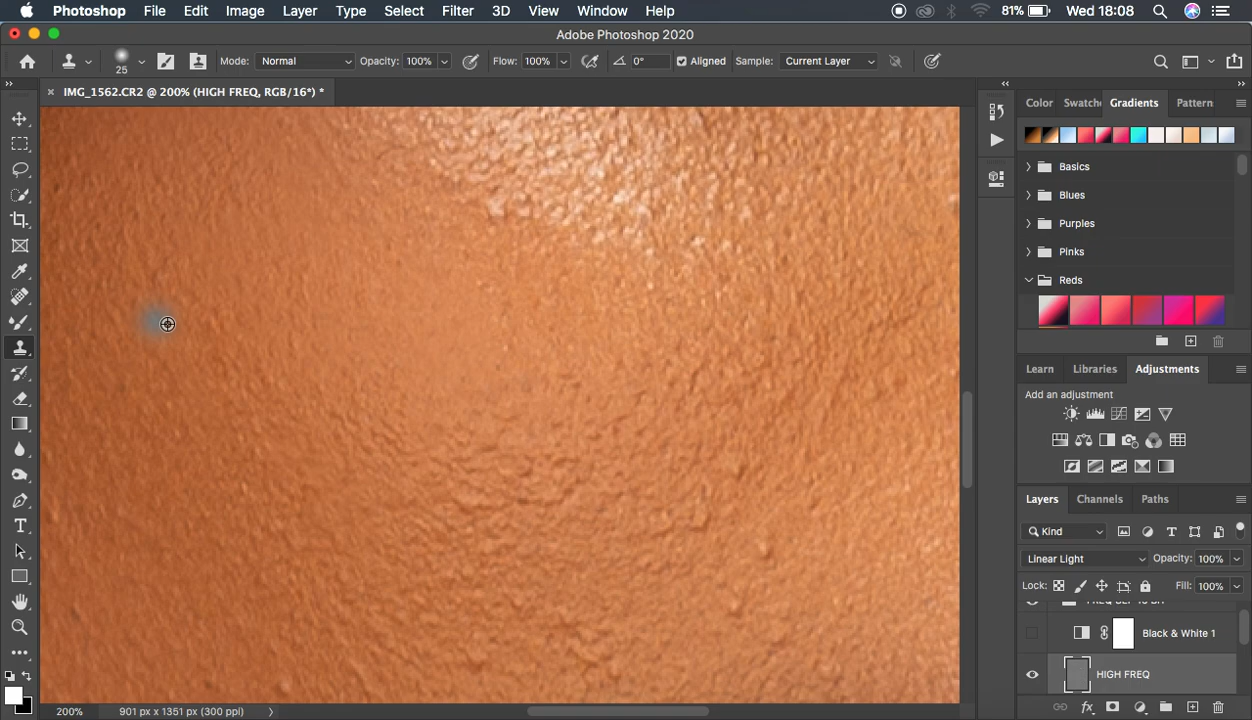 Photoshop File Edit Image Layer Type Select Filter 3D View Window Help 81% Wed 18:08
Adobe Photoshop 2020
25 Mode: Normal Opacity: 100% Flow: 100% 0° Aligned Sample: Current Layer
IMG_1562.CR2 @ 200% (HIGH FREQ, RGB/16*) *
Color Swatche Gradients Pattern
Basics
Blues
Purples
Pinks
Reds
Learn Libraries Adjustments
Add an adjustment
Layers Channels Paths
Kind
Linear Light Opacity: 100%
Lock: Fill: 100%
Black & White 1
HIGH FREQ
200% 901 px x 1351 px (300 ppi)